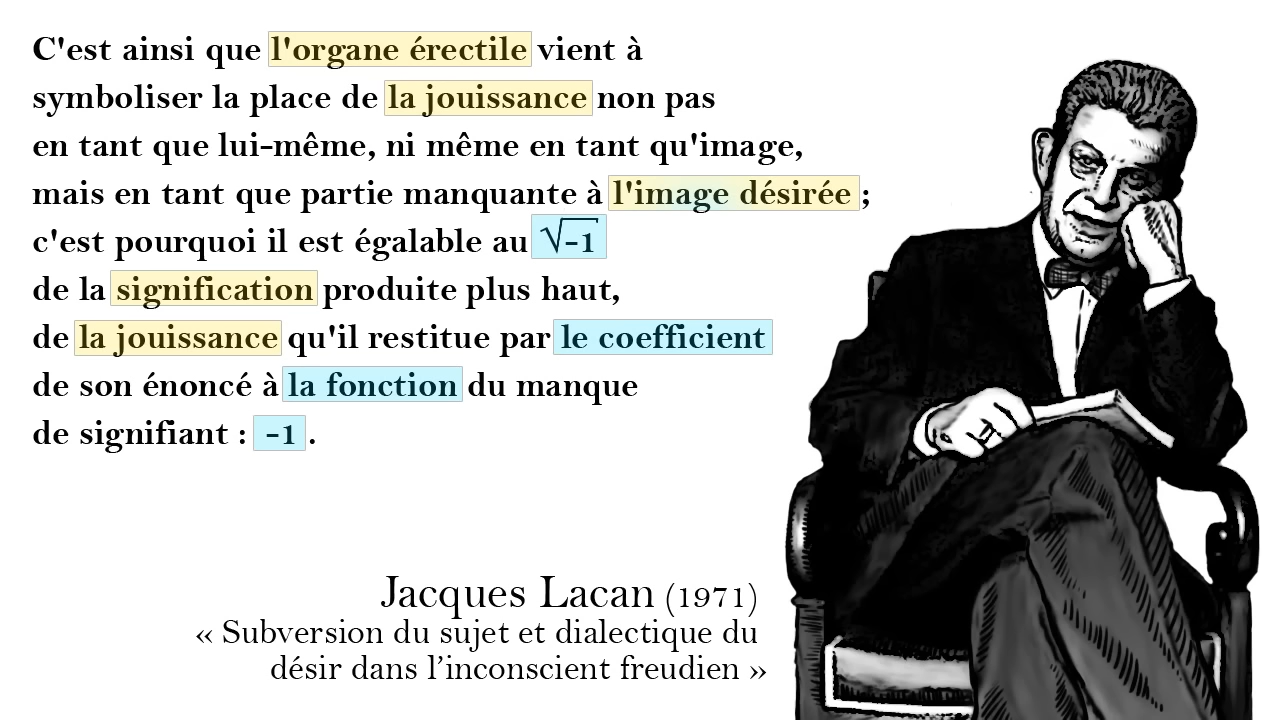 C'est ainsi que l'organe érectile vient à
symboliser la place de la jouissance non pas
en tant que lui-même, ni même en tant qu'image,
mais en tant que partie manquante à l'image désirée ;
c'est pourquoi il est égalable au √-1
de la signification produite plus haut,
de la jouissance qu'il restitue par le coefficient
de son énoncé à la fonction du manque
de signifiant : -1 .
Jacques Lacan (1971)
« Subversion du sujet et dialectique du
désir dans l’inconscient freudien »